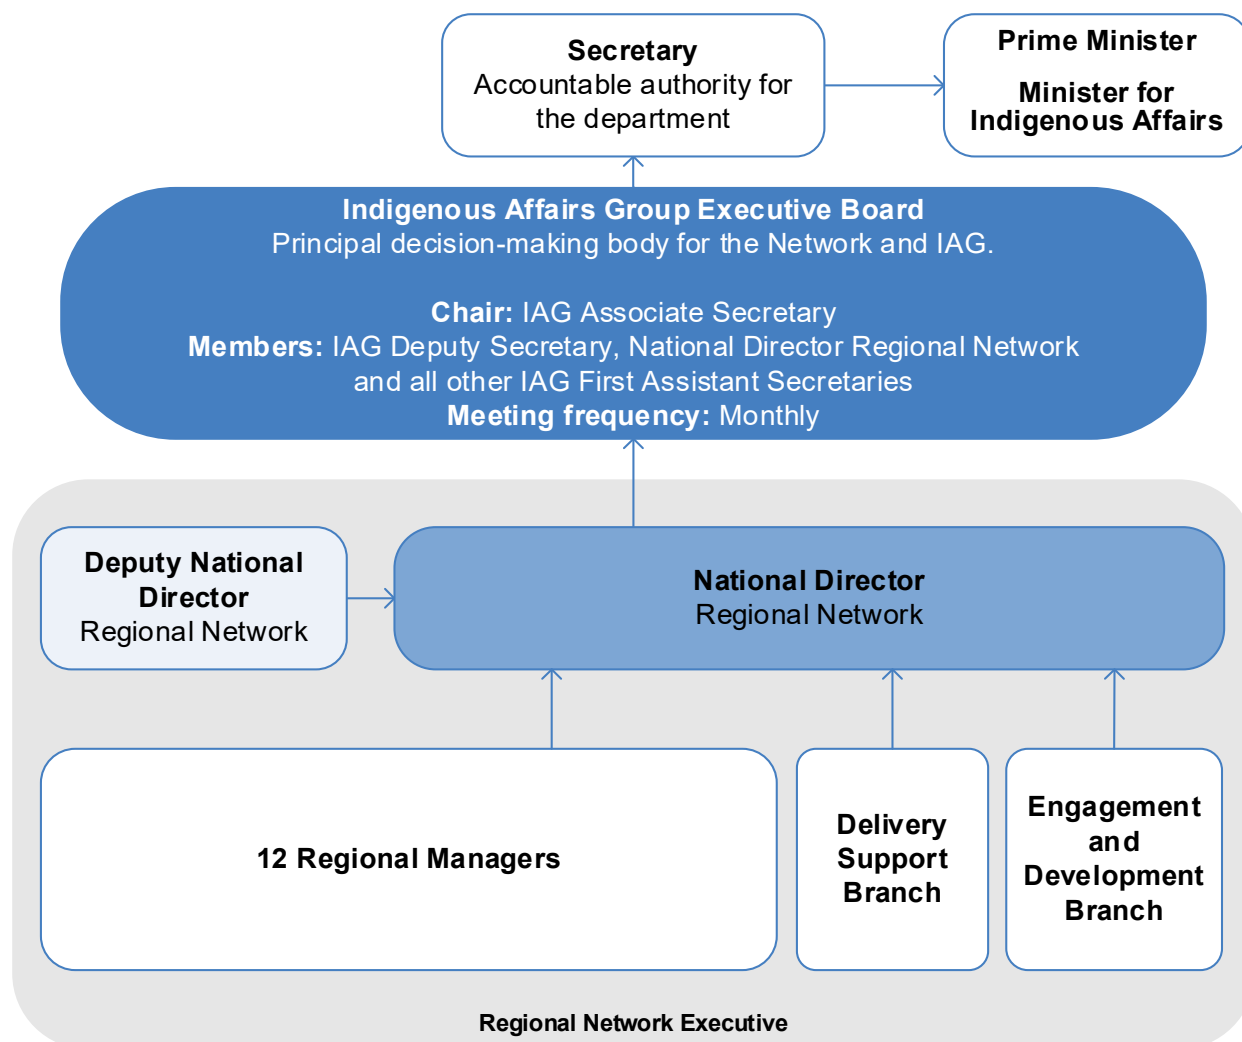 Secretary
Accountable authority for
the department
Prime Minister
Minister for
Indigenous Affairs
Indigenous Affairs Group Executive Board
Principal decision-making body for the Network and IAG.
Chair: IAG Associate Secretary
Members: IAG Deputy Secretary, National Director Regional Network
and all other IAG First Assistant Secretaries
Meeting frequency: Monthly
Deputy National
Director
Regional Network
National Director
Regional Network
12 Regional Managers
Delivery
Support
Branch
Engagement
and
Development
Branch
Regional Network Executive